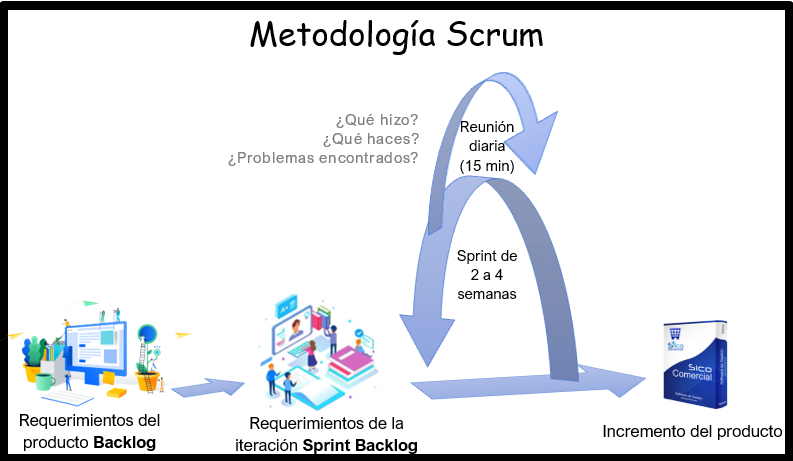 Metodología Scrum
¿Qué hizo?
¿Qué haces?
¿Problemas encontrados?
Reunión
diaria
(15 min)
Sprint de
2 a 4
semanas
Sico
Sico
Comercial
Requerimientos del
producto Backlog
Requerimientos de la
iteración Sprint Backlog
Incremento del producto